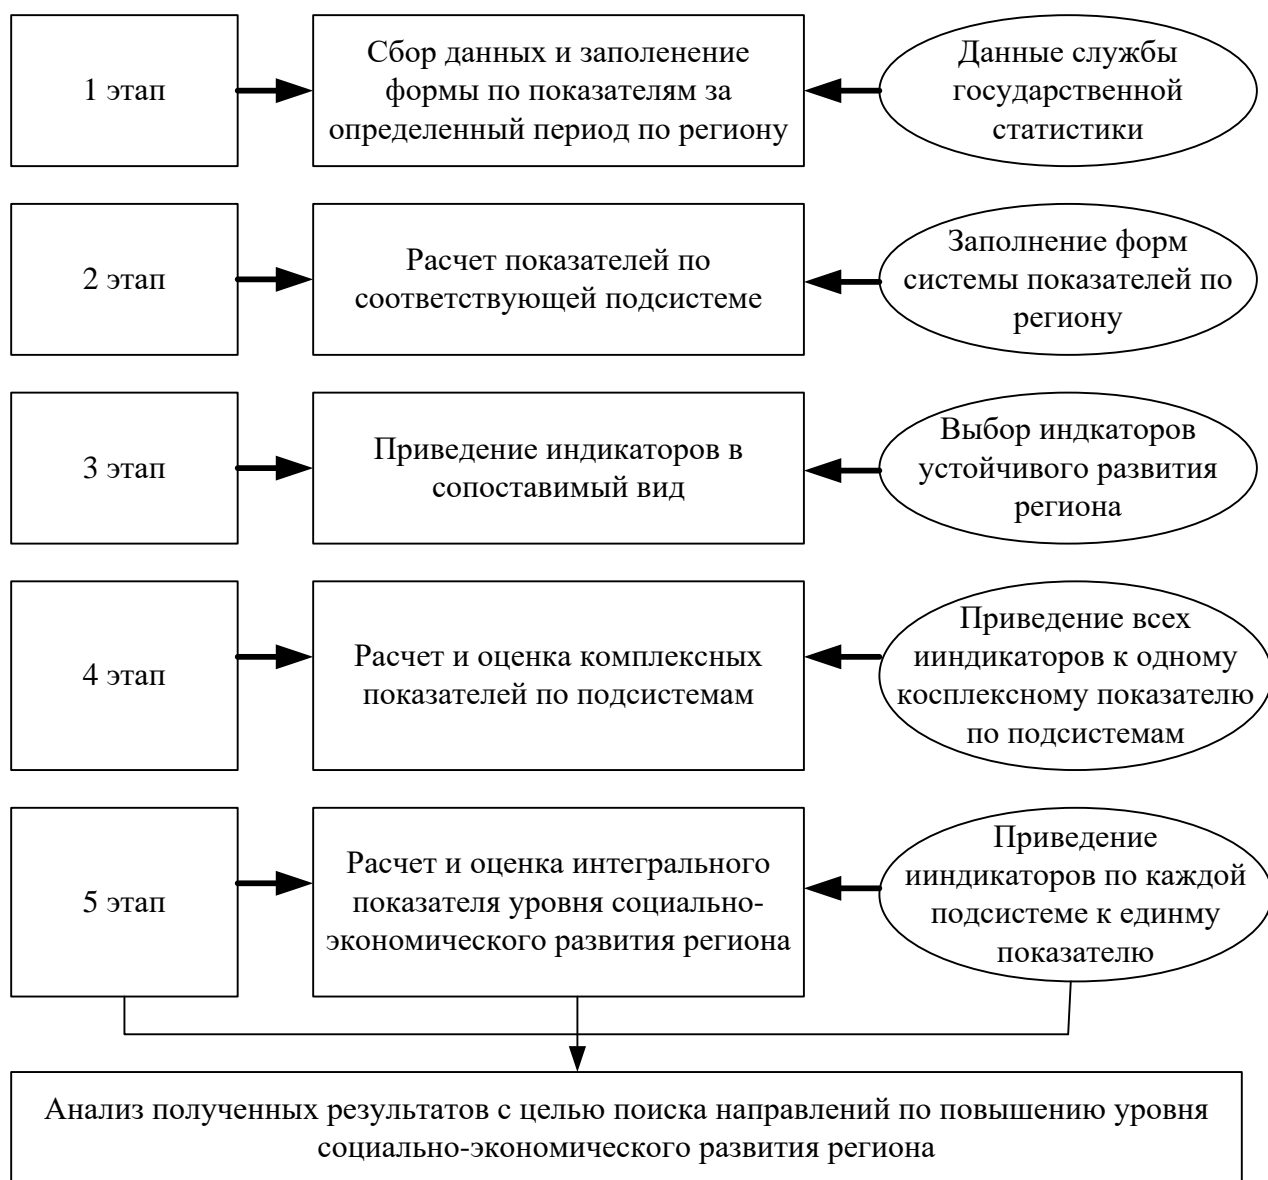 1 этап
Сбор данных и заполенение
формы по показателям за
определенный период по региону
Данные службы
государственной
статистики
2 этап
Расчет показателей по
соответствующей подсистеме
Заполнение форм
системы показателей по
региону
3 этап
Приведение индикаторов в
сопоставимый вид
Выбор индкаторов
устойчивого развития
региона
4 этап
Расчет и оценка комплексных
показателей по подсистемам
Приведение всех
ииндикаторов к одному
косплексному показателю
по подсистемам
5 этап
Расчет и оценка интегрального
показателя уровня социально-
экономического развития региона
Приведение
ииндикаторов по каждой
подсистеме к единму
показателю
Анализ полученных результатов с целью поиска направлений по повышению уровня
социально-экономического развития региона